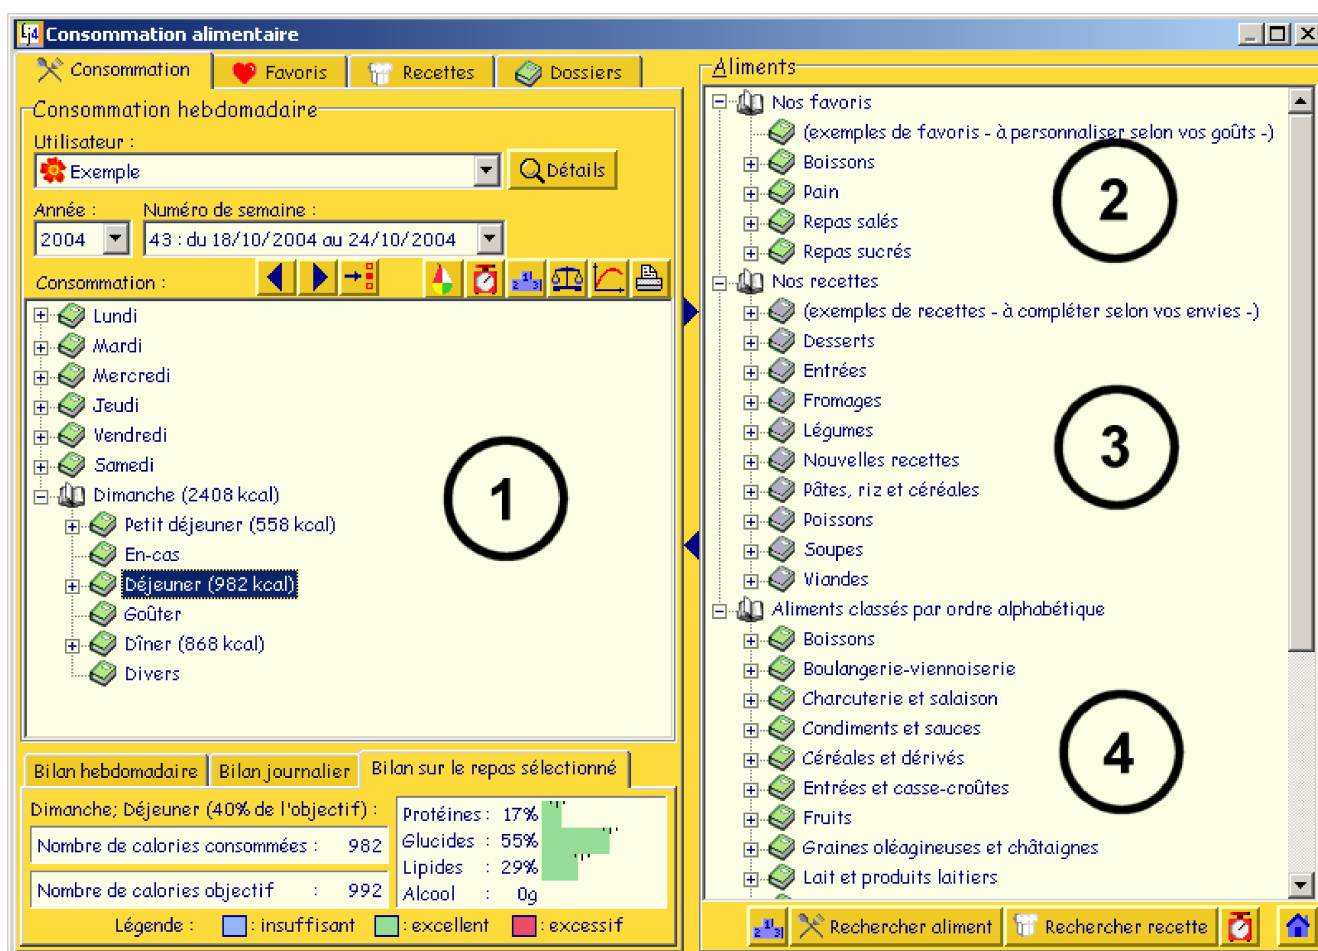 Consommation alimentaire
Consommation
Favoris
Recettes
Dossiers
Consommation hebdomadaire
Utilisateur :
Exemple
Détails
Année :
Numéro de semaine :
2004
43 : du 18/10/2004 au 24/10/2004
Consommation :
Lundi
Mardi
Mercredi
Jeudi
Vendredi
Samedi
Dimanche (2408 kcal)
Petit déjeuner (558 kcal)
En-cas
Déjeuner (982 kcal)
Goûter
Dîner (868 kcal)
Divers
1
Bilan hebdomadaire
Bilan journalier
Bilan sur le repas sélectionné
Dimanche; Déjeuner (40% de l'objectif) :
Nombre de calories consommées : 982
Nombre de calories objectif : 992
Protéines : 17%
Glucides : 55%
Lipides : 29%
Alcool : 0g
Légende : : insuffisant : excellent : excessif
Aliments
Nos favoris
(exemples de favoris - à personnaliser selon vos goûts -)
Boissons
Pain
Repas salés
Repas sucrés
2
Nos recettes
(exemples de recettes - à compléter selon vos envies -)
Desserts
Entrées
Fromages
Légumes
Nouvelles recettes
Pâtes, riz et céréales
Poissons
Soupes
Viandes
3
Aliments classés par ordre alphabétique
Boissons
Boulangerie-viennoiserie
Charcuterie et salaison
Condiments et sauces
Céréales et dérivés
Entrées et casse-croûtes
Fruits
Graines oléagineuses et châtaignes
Lait et produits laitiers
4
Rechercher aliment
Rechercher recette